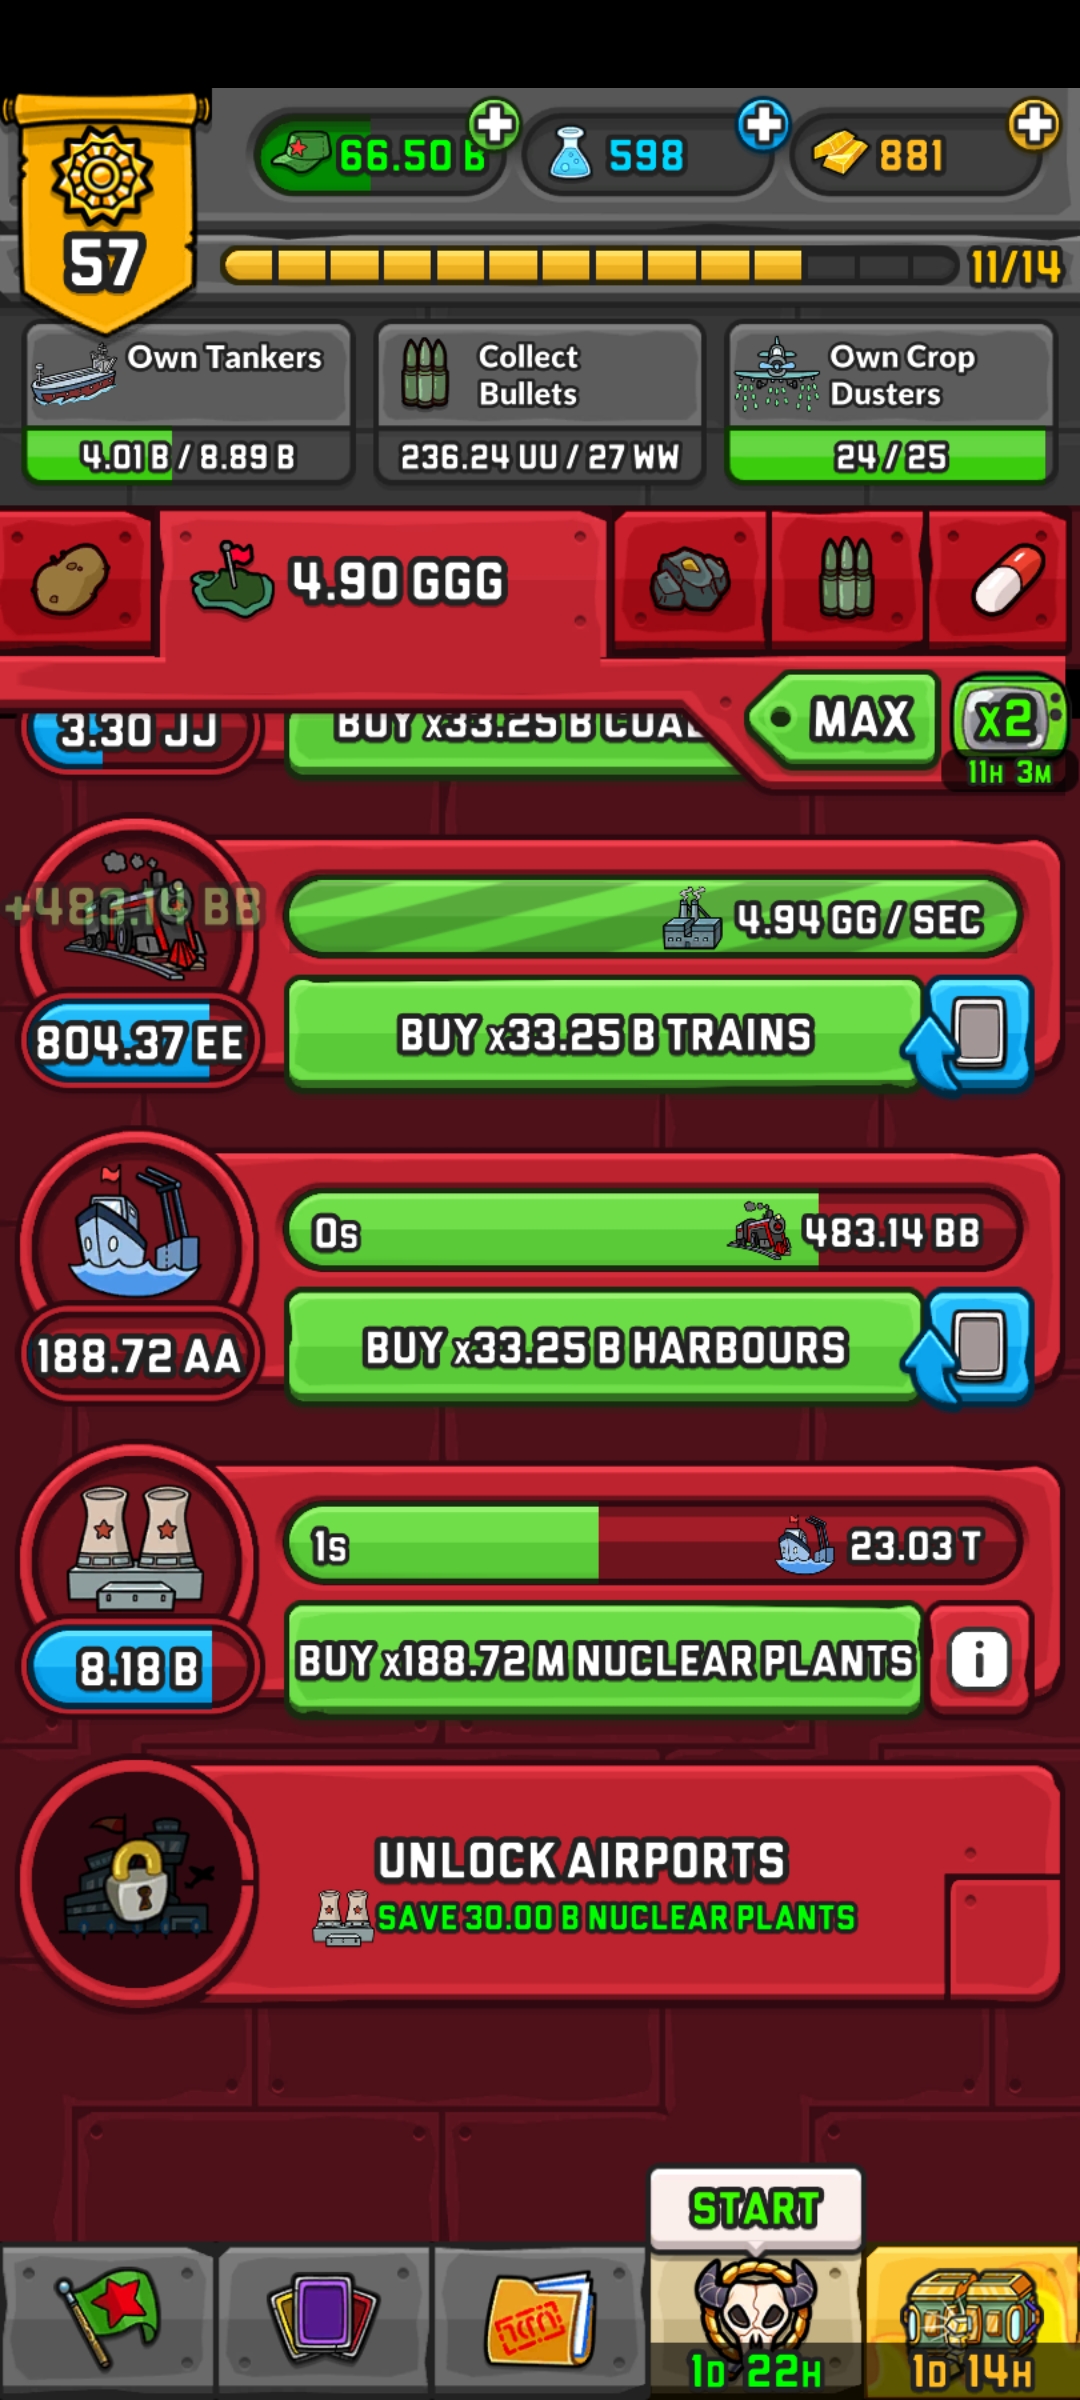 66.50 B
598
881
57
11/14
Own Tankers
4.01 B / 8.89 B
Collect
Bullets
236.24 UU / 27 WW
Own Crop
Dusters
24 / 25
4.90 GGG
MAX
x2
11H 3M
3.30 JJ
BUY x33.25 B COAL
+483.14 BB
4.94 GG / SEC
804.37 EE
BUY x33.25 B TRAINS
0s
483.14 BB
188.72 AA
BUY x33.25 B HARBOURS
1s
23.03 T
8.18 B
BUY x188.72 M NUCLEAR PLANTS
i
UNLOCK AIRPORTS
SAVE 30.00 B NUCLEAR PLANTS
START
1D 22H
1D 14H